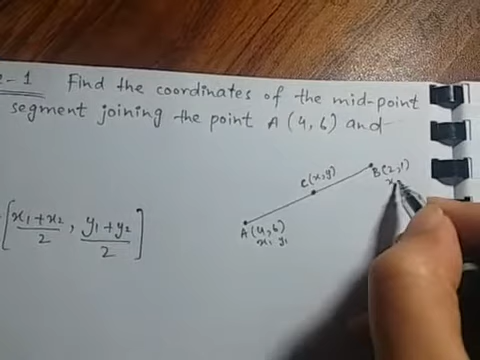 e-1 Find the coordinates of the mid-point
segment joining the point A(4,6) and
C(x,y)
B(2,1)
x
[x₁+x₂/2, y₁+y₂/2]
A(4,6)
x₁ y₁